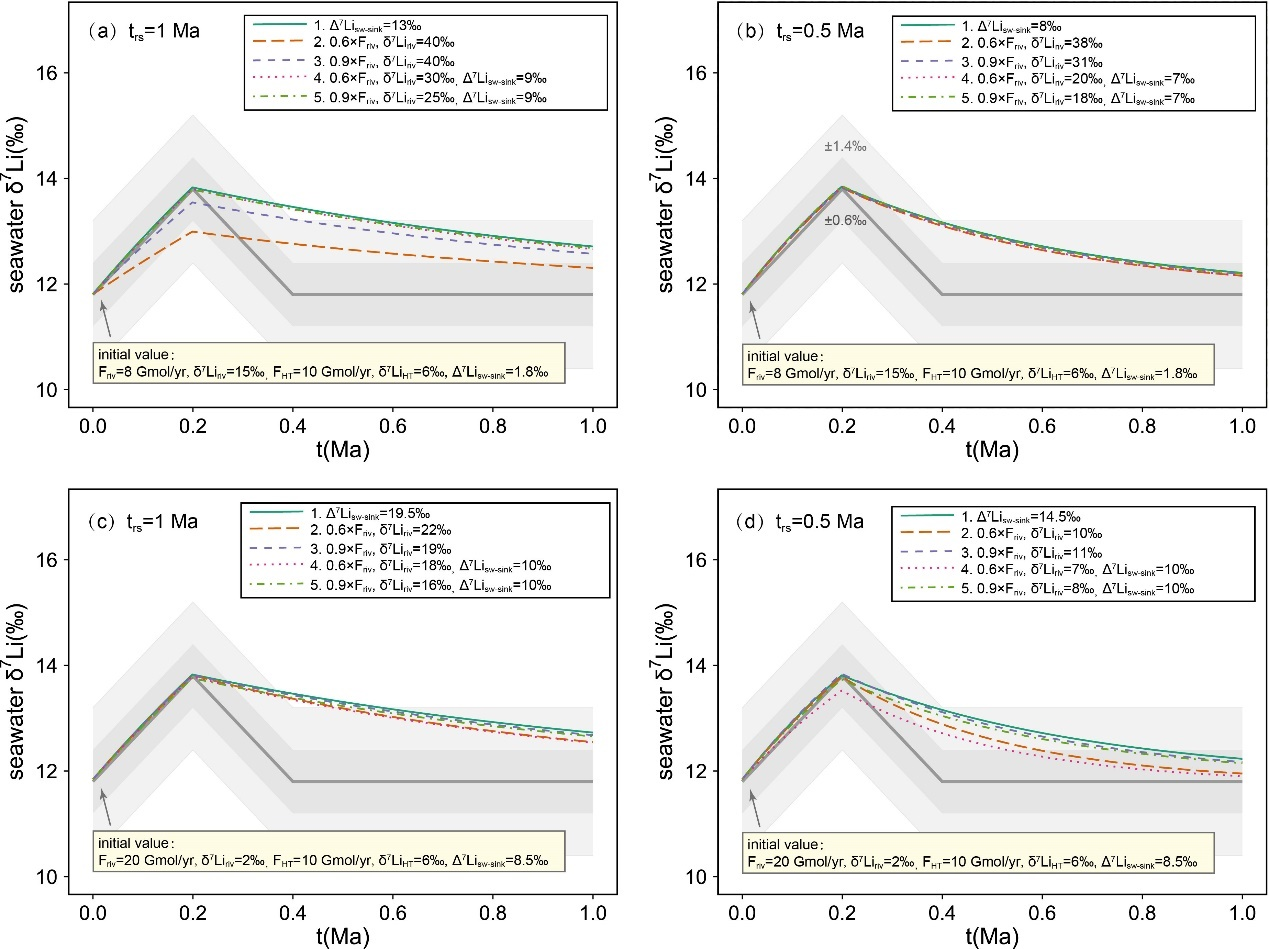 (a) t_rs=1 Ma
1. Δ⁷Li_sw-sink=13‰
2. 0.6×F_riv, δ⁷Li_riv=40‰
3. 0.9×F_riv, δ⁷Li_riv=40‰
4. 0.6×F_riv, δ⁷Li_riv=30‰, Δ⁷Li_sw-sink=9‰
5. 0.9×F_riv, δ⁷Li_riv=25‰, Δ⁷Li_sw-sink=9‰
seawater δ⁷Li(‰)
16
14
12
10
initial value:
F_riv=8 Gmol/yr, δ⁷Li_riv=15‰, F_HT=10 Gmol/yr, δ⁷Li_HT=6‰, Δ⁷Li_sw-sink=1.8‰
0.0 0.2 0.4 0.6 0.8 1.0
t(Ma)
(b) t_rs=0.5 Ma
1. Δ⁷Li_sw-sink=8‰
2. 0.6×F_riv, δ⁷Li_riv=38‰
3. 0.9×F_riv, δ⁷Li_riv=31‰
4. 0.6×F_riv, δ⁷Li_riv=20‰, Δ⁷Li_sw-sink=7‰
5. 0.9×F_riv, δ⁷Li_riv=18‰, Δ⁷Li_sw-sink=7‰
seawater δ⁷Li(‰)
16
14
12
10
±1.4‰
±0.6‰
initial value:
F_riv=8 Gmol/yr, δ⁷Li_riv=15‰, F_HT=10 Gmol/yr, δ⁷Li_HT=6‰, Δ⁷Li_sw-sink=1.8‰
0.0 0.2 0.4 0.6 0.8 1.0
t(Ma)
(c) t_rs=1 Ma
1. Δ⁷Li_sw-sink=19.5‰
2. 0.6×F_riv, δ⁷Li_riv=22‰
3. 0.9×F_riv, δ⁷Li_riv=19‰
4. 0.6×F_riv, δ⁷Li_riv=18‰, Δ⁷Li_sw-sink=10‰
5. 0.9×F_riv, δ⁷Li_riv=16‰, Δ⁷Li_sw-sink=10‰
seawater δ⁷Li(‰)
16
14
12
10
initial value:
F_riv=20 Gmol/yr, δ⁷Li_riv=2‰, F_HT=10 Gmol/yr, δ⁷Li_HT=6‰, Δ⁷Li_sw-sink=8.5‰
0.0 0.2 0.4 0.6 0.8 1.0
t(Ma)
(d) t_rs=0.5 Ma
1. Δ⁷Li_sw-sink=14.5‰
2. 0.6×F_riv, δ⁷Li_riv=10‰
3. 0.9×F_riv, δ⁷Li_riv=11‰
4. 0.6×F_riv, δ⁷Li_riv=7‰, Δ⁷Li_sw-sink=10‰
5. 0.9×F_riv, δ⁷Li_riv=8‰, Δ⁷Li_sw-sink=10‰
seawater δ⁷Li(‰)
16
14
12
10
initial value:
F_riv=20 Gmol/yr, δ⁷Li_riv=2‰, F_HT=10 Gmol/yr, δ⁷Li_HT=6‰, Δ⁷Li_sw-sink=8.5‰
0.0 0.2 0.4 0.6 0.8 1.0
t(Ma)